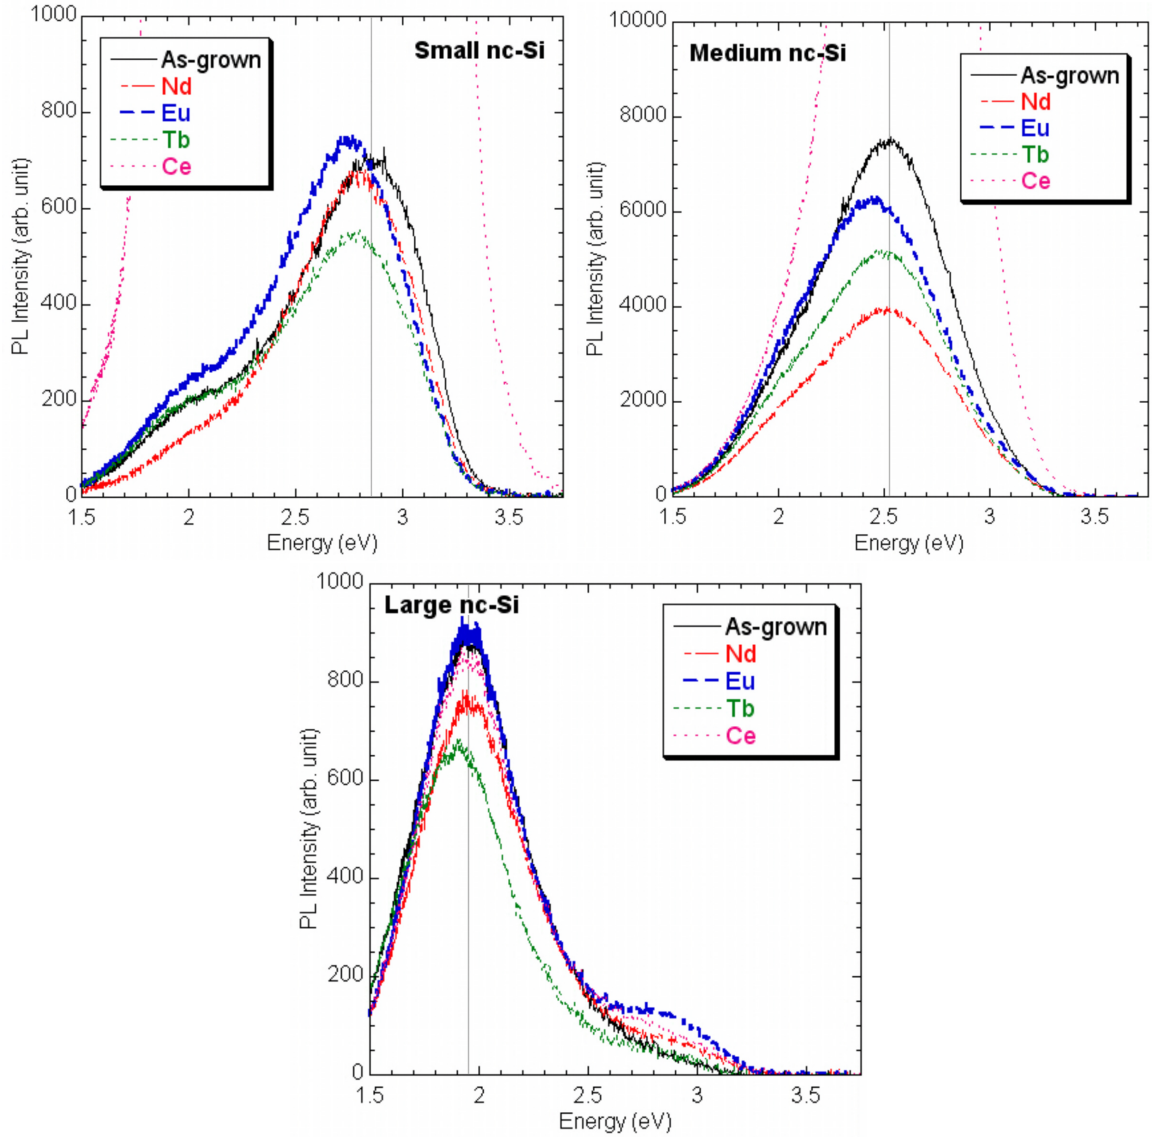 Small nc-Si
As-grown
Nd
Eu
Tb
Ce
PL Intensity (arb. unit)
1000
800
600
400
200
0
1.5 2 2.5 3 3.5
Energy (eV)
Medium nc-Si
As-grown
Nd
Eu
Tb
Ce
PL Intensity (arb. unit)
10000
8000
6000
4000
2000
0
1.5 2 2.5 3 3.5
Energy (eV)
Large nc-Si
As-grown
Nd
Eu
Tb
Ce
PL Intensity (arb. unit)
1000
800
600
400
200
0
1.5 2 2.5 3 3.5
Energy (eV)